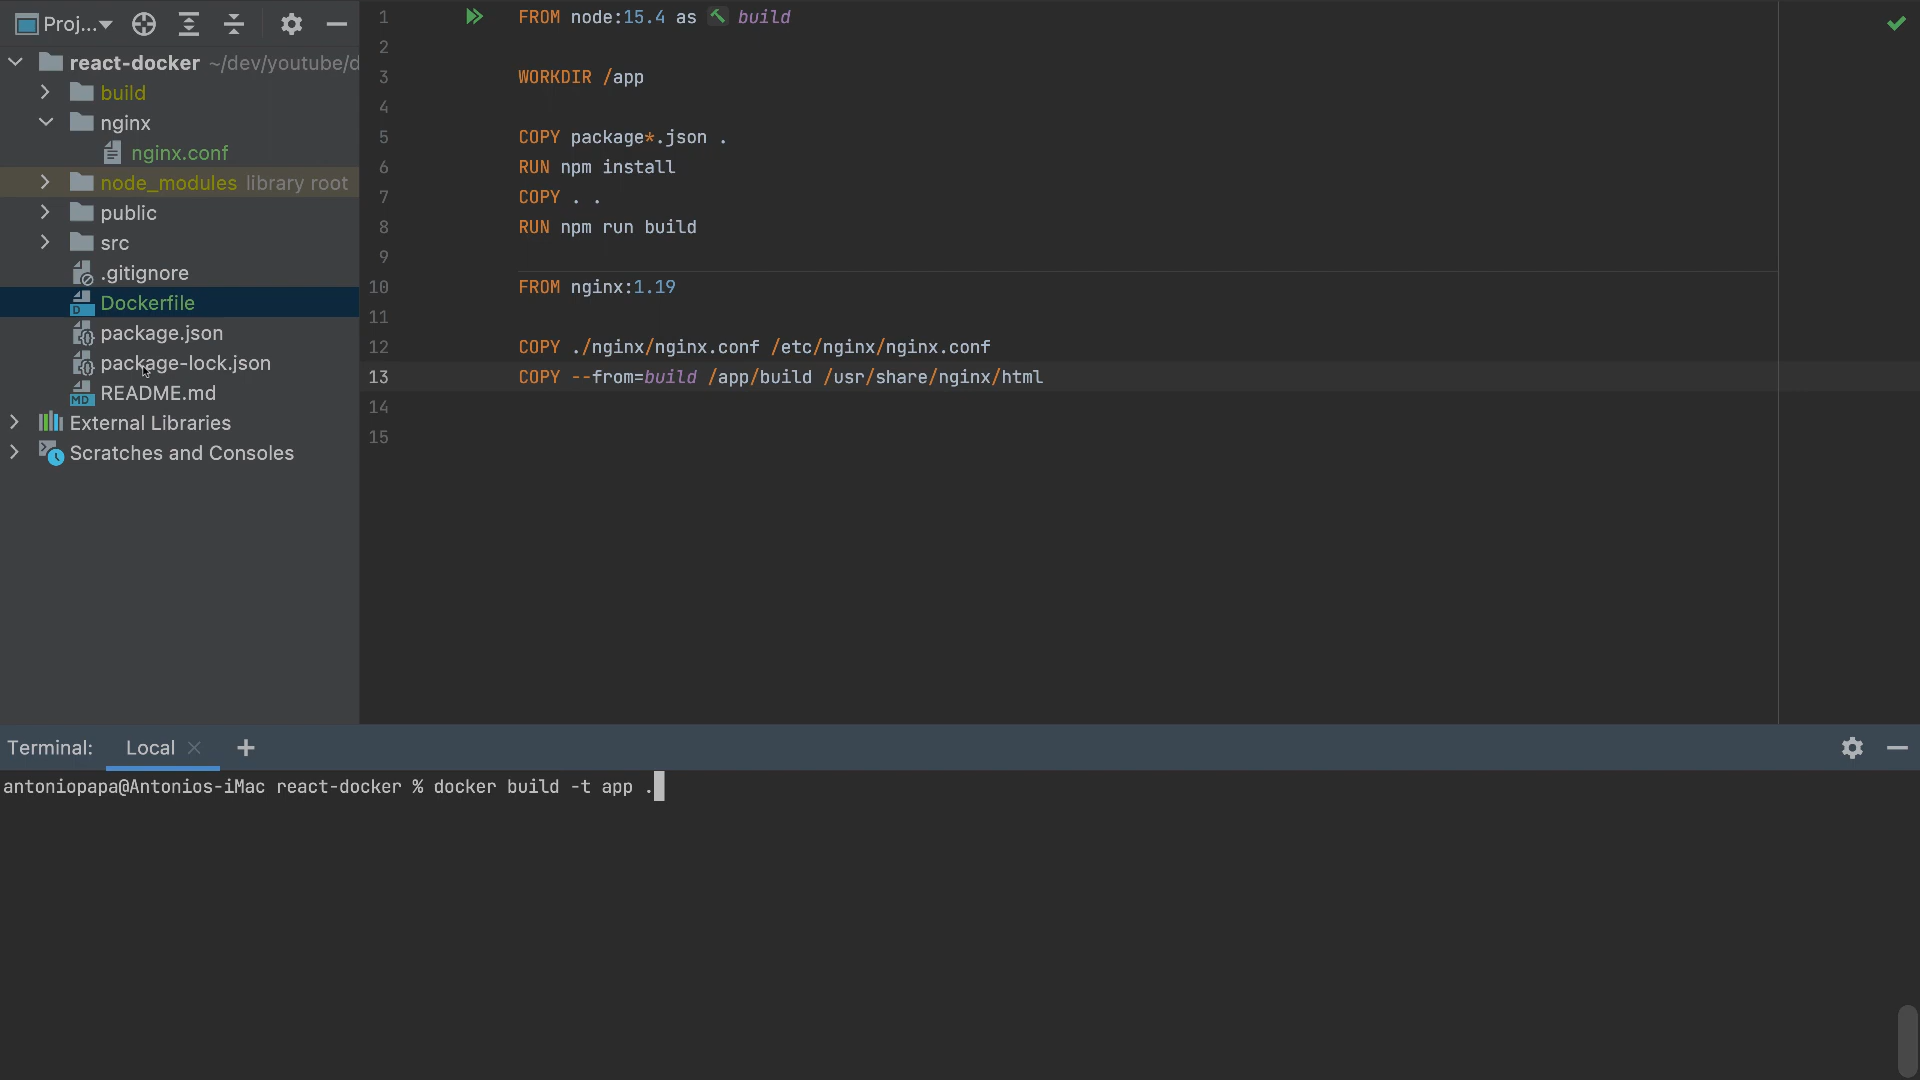 Proj...
react-docker ~/dev/youtube/d
build
nginx
nginx.conf
node_modules library root
public
src
.gitignore
Dockerfile
package.json
package-lock.json
README.md
External Libraries
Scratches and Consoles
1 FROM node:15.4 as build
2
3 WORKDIR /app
4
5 COPY package*.json .
6 RUN npm install
7 COPY . .
8 RUN npm run build
9
10 FROM nginx:1.19
11
12 COPY ./nginx/nginx.conf /etc/nginx/nginx.conf
13 COPY --from=build /app/build /usr/share/nginx/html
14
15
Terminal: Local
antoniopapa@Antonios-iMac react-docker % docker build -t app .